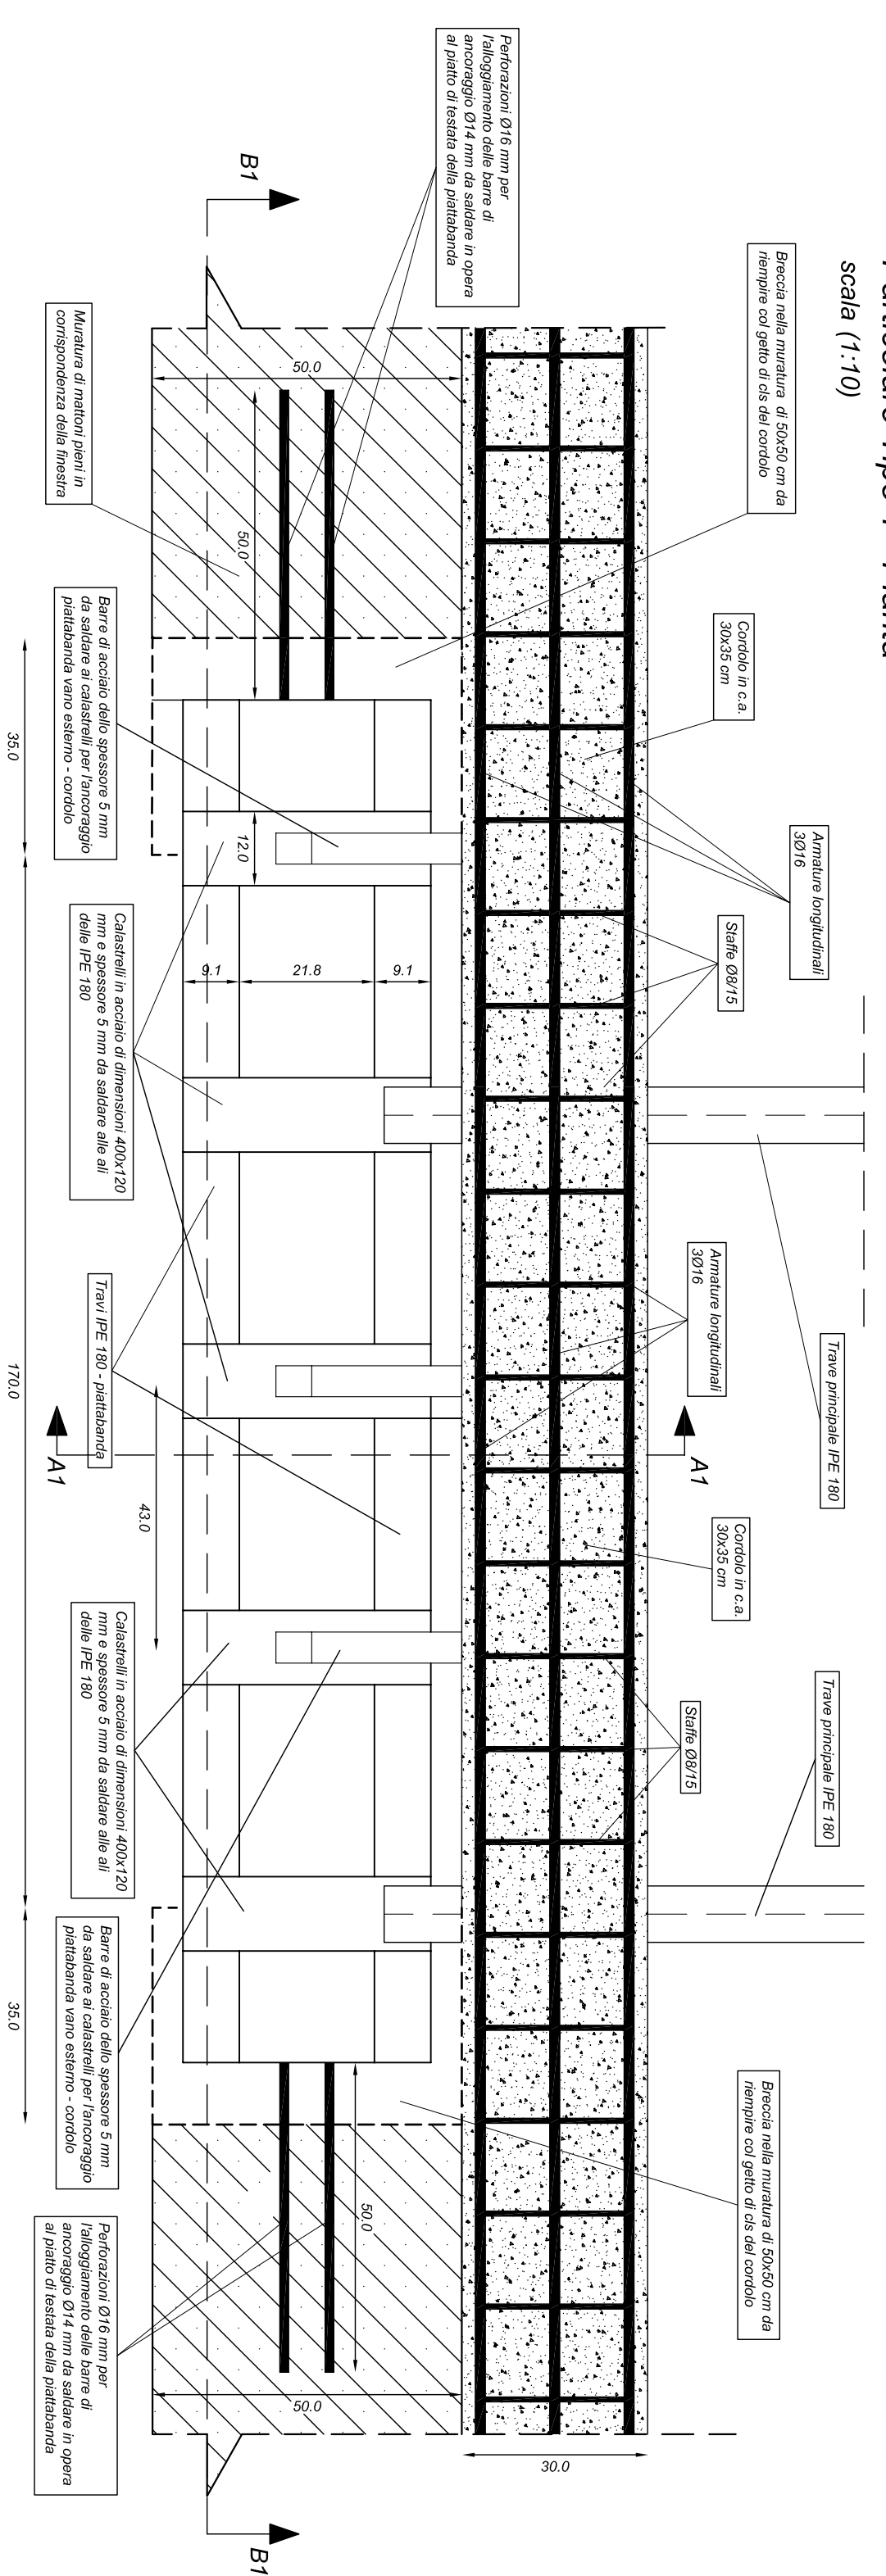 scala (1:10)
Breccia nella muratura di 50x50 cm da
riempire col getto di cls del cordolo
Cordolo in c.a.
30x35 cm
Armature longitudinali
3Ø16
Staffe Ø8/15
Trave principale IPE 180
Armature longitudinali
3Ø16
A1
Cordolo in c.a.
30x35 cm
Trave principale IPE 180
Staffe Ø8/15
Breccia nella muratura di 50x50 cm da
riempire col getto di cls del cordolo
30.0
Perforazioni Ø16 mm per
l'alloggiamento delle barre di
ancoraggio Ø14 mm da saldare in opera
al piatto di testata della piattabanda
B1
50.0
50.0
12.0
9.1
21.8
9.1
43.0
50.0
50.0
B1
Muratura di mattoni pieni in
corrispondenza della finestra
Barre di acciaio dello spessore 5 mm
da saldare ai calastrelli per l'ancoraggio
piattabanda vano esterno - cordolo
Calastrelli in acciaio di dimensioni 400x120
mm e spessore 5 mm da saldare alle ali
delle IPE 180
Travi IPE 180 - piattabanda
A1
Calastrelli in acciaio di dimensioni 400x120
mm e spessore 5 mm da saldare alle ali
delle IPE 180
Barre di acciaio dello spessore 5 mm
da saldare ai calastrelli per l'ancoraggio
piattabanda vano esterno - cordolo
Perforazioni Ø16 mm per
l'alloggiamento delle barre di
ancoraggio Ø14 mm da saldare in opera
al piatto di testata della piattabanda
35.0
170.0
35.0